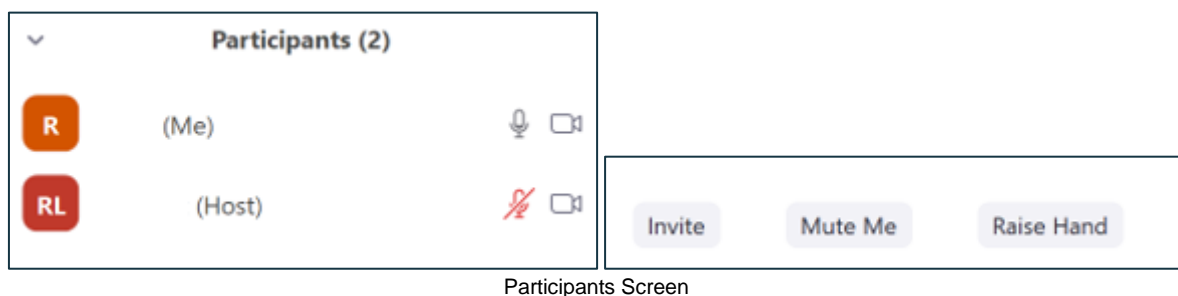 Participants (2)
R (Me)
RL (Host)
Invite Mute Me Raise Hand
Participants Screen